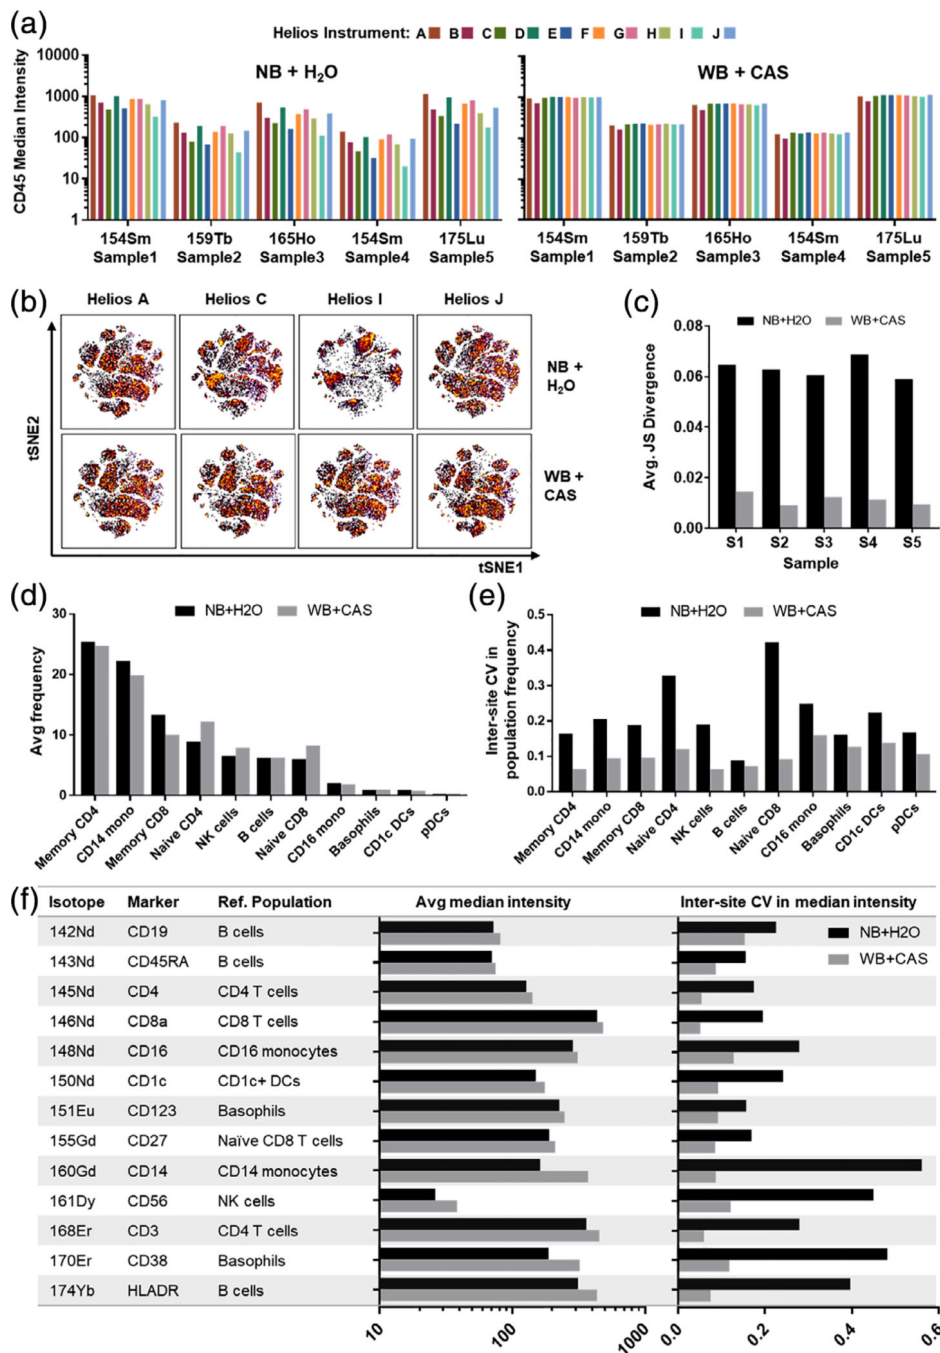 (a)
Helios Instrument: A B C D E F G H I J
NB + H₂O
WB + CAS
CD45 Median Intensity
10000
1000
100
10
1
154Sm 159Tb 165Ho 154Sm 175Lu
Sample1 Sample2 Sample3 Sample4 Sample5
154Sm 159Tb 165Ho 154Sm 175Lu
Sample1 Sample2 Sample3 Sample4 Sample5
(b)
Helios A Helios C Helios I Helios J
NB +
H₂O
WB +
CAS
tSNE2
tSNE1
(c)
NB+H2O WB+CAS
Avg. JS Divergence
0.08
0.06
0.04
0.02
0.00
S1 S2 S3 S4 S5
Sample
(d)
NB+H2O WB+CAS
Avg frequency
30
20
10
0
Memory CD4
CD14 mono
Memory CD8
Naive CD4
NK cells
B cells
Naive CD8
CD16 mono
Basophils
CD1c DCs
pDCs
(e)
NB+H2O WB+CAS
Inter-site CV in
population frequency
0.5
0.4
0.3
0.2
0.1
0.0
Memory CD4
CD14 mono
Memory CD8
Naive CD4
NK cells
B cells
Naive CD8
CD16 mono
Basophils
CD1c DCs
pDCs
(f)
Isotope Marker Ref. Population Avg median intensity Inter-site CV in median intensity
142Nd CD19 B cells
143Nd CD45RA B cells
145Nd CD4 CD4 T cells
146Nd CD8a CD8 T cells
148Nd CD16 CD16 monocytes
150Nd CD1c CD1c+ DCs
151Eu CD123 Basophils
155Gd CD27 Naïve CD8 T cells
160Gd CD14 CD14 monocytes
161Dy CD56 NK cells
168Er CD3 CD4 T cells
170Er CD38 Basophils
174Yb HLADR B cells
NB+H2O
WB+CAS
10 100 1000
0.0 0.2 0.4 0.6